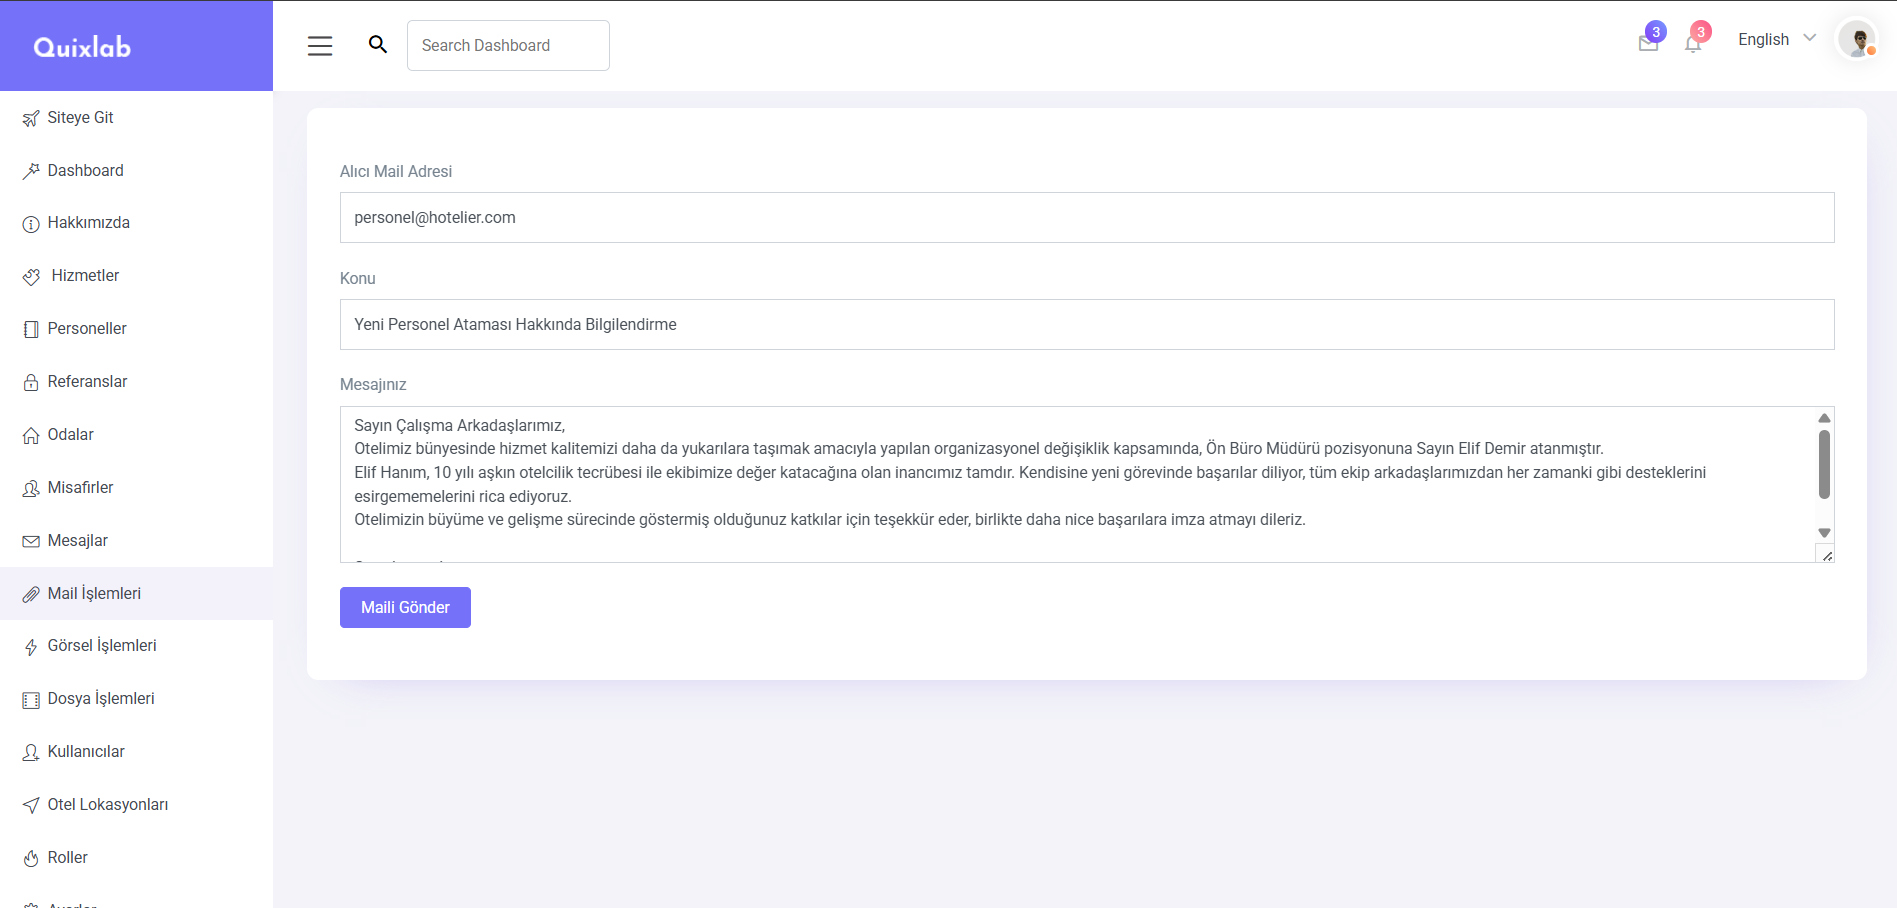 Quixlab
Search Dashboard
3
3
English
Siteye Git
Dashboard
Hakkımızda
Hizmetler
Personeller
Referanslar
Odalar
Misafirler
Mesajlar
Mail İşlemleri
Görsel İşlemleri
Dosya İşlemleri
Kullanıcılar
Otel Lokasyonları
Roller
Alıcı Mail Adresi
personel@hotelier.com
Konu
Yeni Personel Ataması Hakkında Bilgilendirme
Mesajınız
Sayın Çalışma Arkadaşlarımız,
Otelimiz bünyesinde hizmet kalitemizi daha da yukarılara taşımak amacıyla yapılan organizasyonel değişiklik kapsamında, Ön Büro Müdürü pozisyonuna Sayın Elif Demir atanmıştır.
Elif Hanım, 10 yılı aşkın otelcilik tecrübesi ile ekibimize değer katacağına olan inancımız tamdır. Kendisine yeni görevinde başarılar diliyor, tüm ekip arkadaşlarımızdan her zamanki gibi desteklerini
esirgememelerini rica ediyoruz.
Otelimizin büyüme ve gelişme sürecinde göstermiş olduğunuz katkılar için teşekkür eder, birlikte daha nice başarılara imza atmayı dileriz.
Maili Gönder